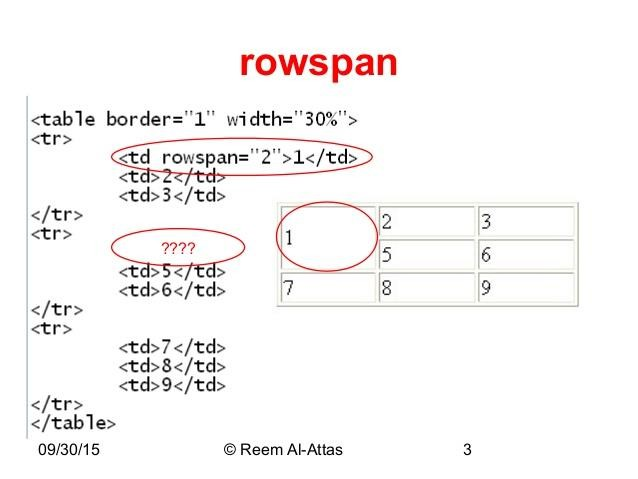 rowspan
<table border="1" width="30%">
<tr>
<td rowspan="2">1</td>
<td>2</td>
<td>3</td>
</tr>
<tr>
????
<td>5</td>
<td>6</td>
</tr>
<tr>
<td>7</td>
<td>8</td>
<td>9</td>
</tr>
</table>
1 2 3
5 6
7 8 9
09/30/15 © Reem Al-Attas 3